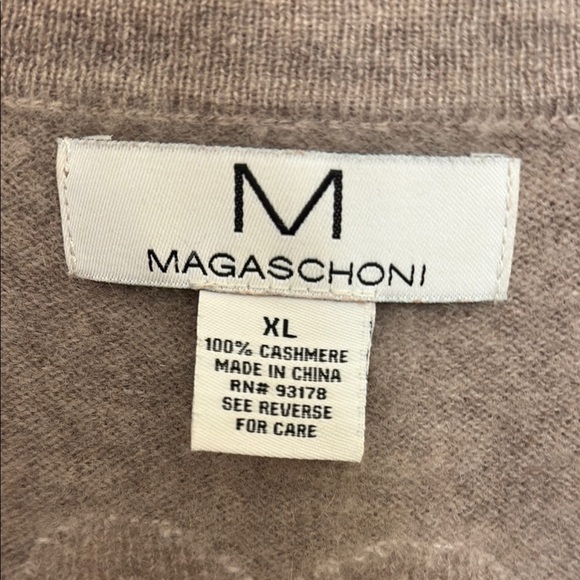 M
MAGASCHONI
XL
100% CASHMERE
MADE IN CHINA
RN# 93178
SEE REVERSE
FOR CARE